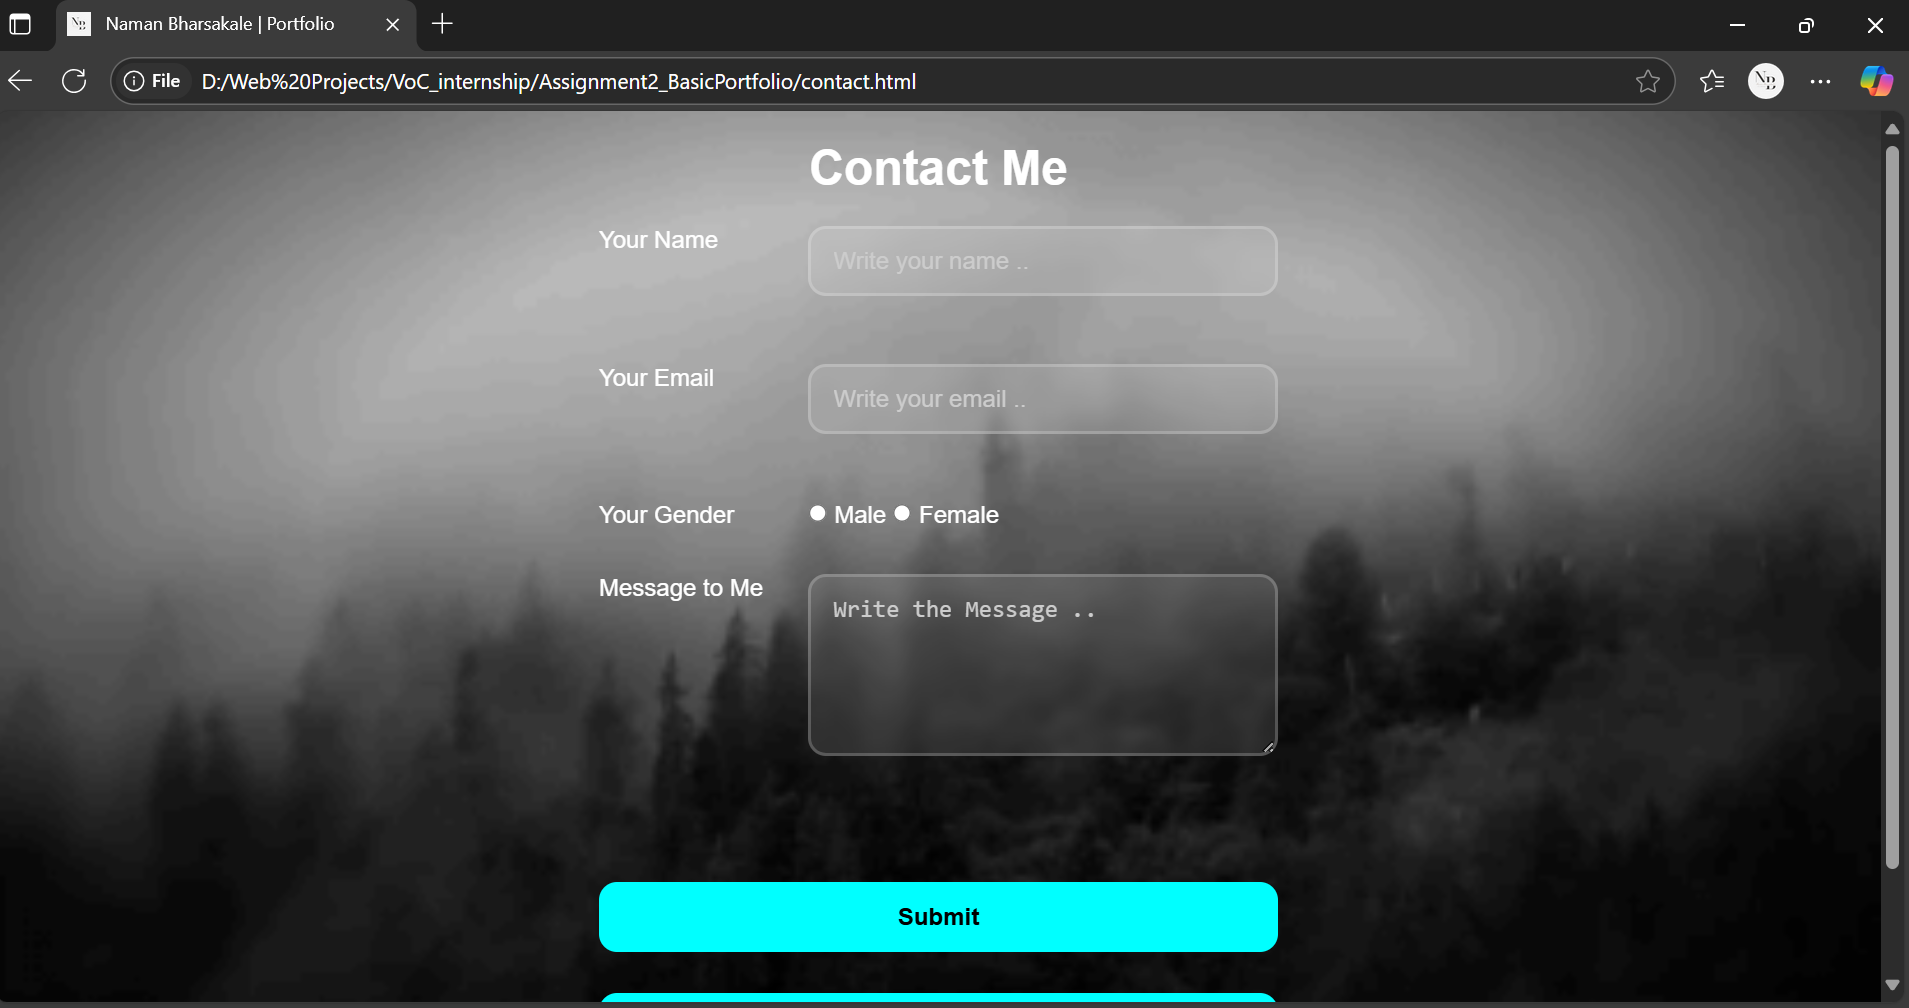 Naman Bharsakale | Portfolio
File D:/Web%20Projects/VoC_internship/Assignment2_BasicPortfolio/contact.html
NB
Contact Me
Your Name
Write your name ..
Your Email
Write your email ..
Your Gender
Male Female
Message to Me
Write the Message ..
Submit